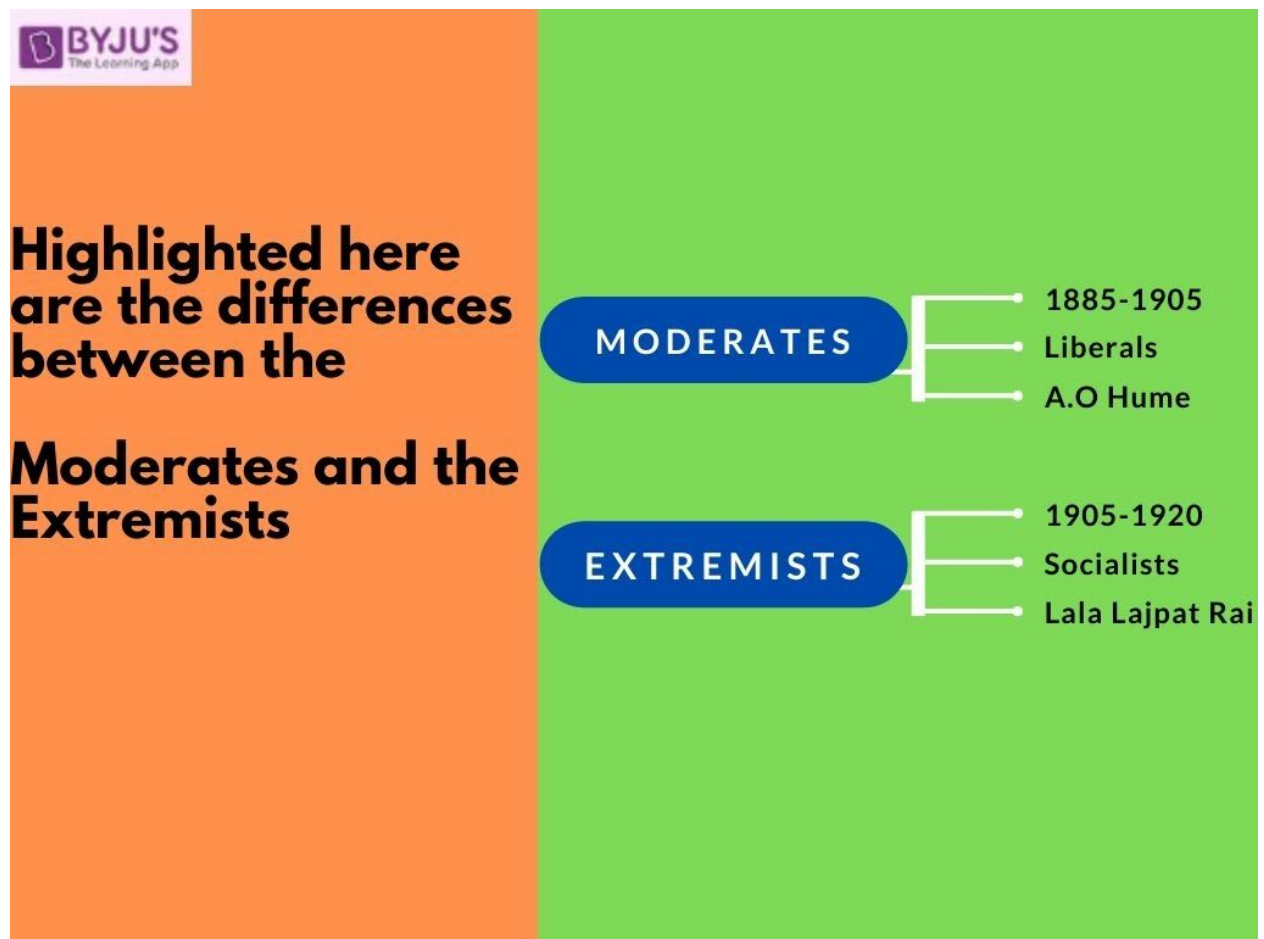 BYJU'S
The Learning App
Highlighted here
are the differences
between the
Moderates and the
Extremists
MODERATES
1885-1905
Liberals
A.O Hume
EXTREMISTS
1905-1920
Socialists
Lala Lajpat Rai